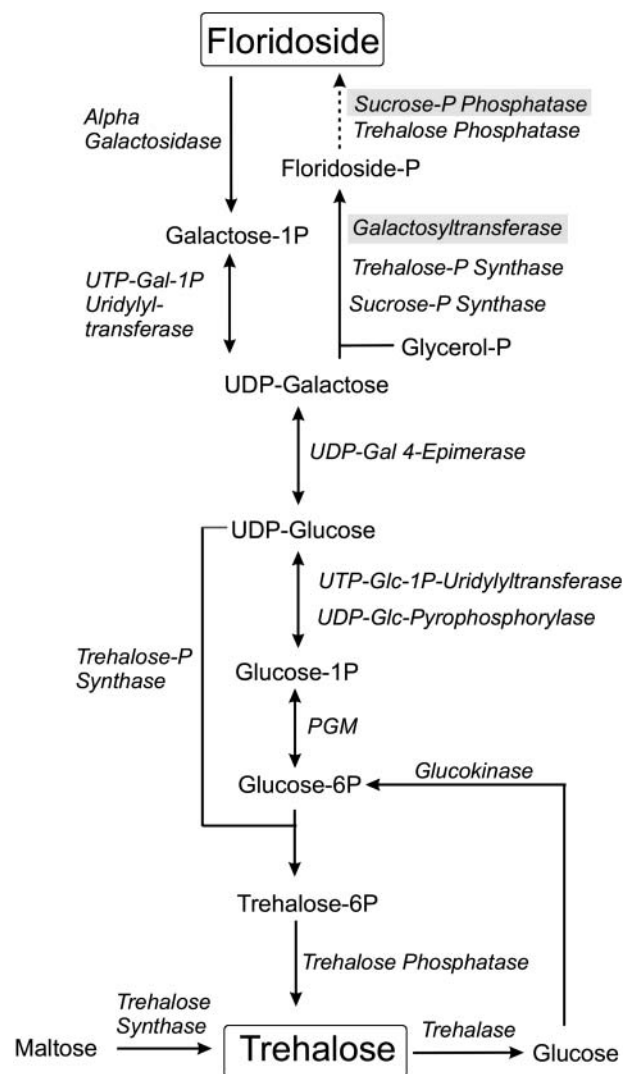 Floridoside
Alpha
Galactosidase
Sucrose-P Phosphatase
Trehalose Phosphatase
Floridoside-P
Galactose-1P
Galactosyltransferase
Trehalose-P Synthase
Sucrose-P Synthase
UTP-Gal-1P
Uridylyl-
transferase
Glycerol-P
UDP-Galactose
UDP-Gal 4-Epimerase
UDP-Glucose
UTP-Glc-1P-Uridylyltransferase
UDP-Glc-Pyrophosphorylase
Trehalose-P
Synthase
Glucose-1P
PGM
Glucose-6P
Glucokinase
Trehalose-6P
Trehalose Phosphatase
Maltose
Trehalose
Synthase
Trehalose
Trehalase
Glucose